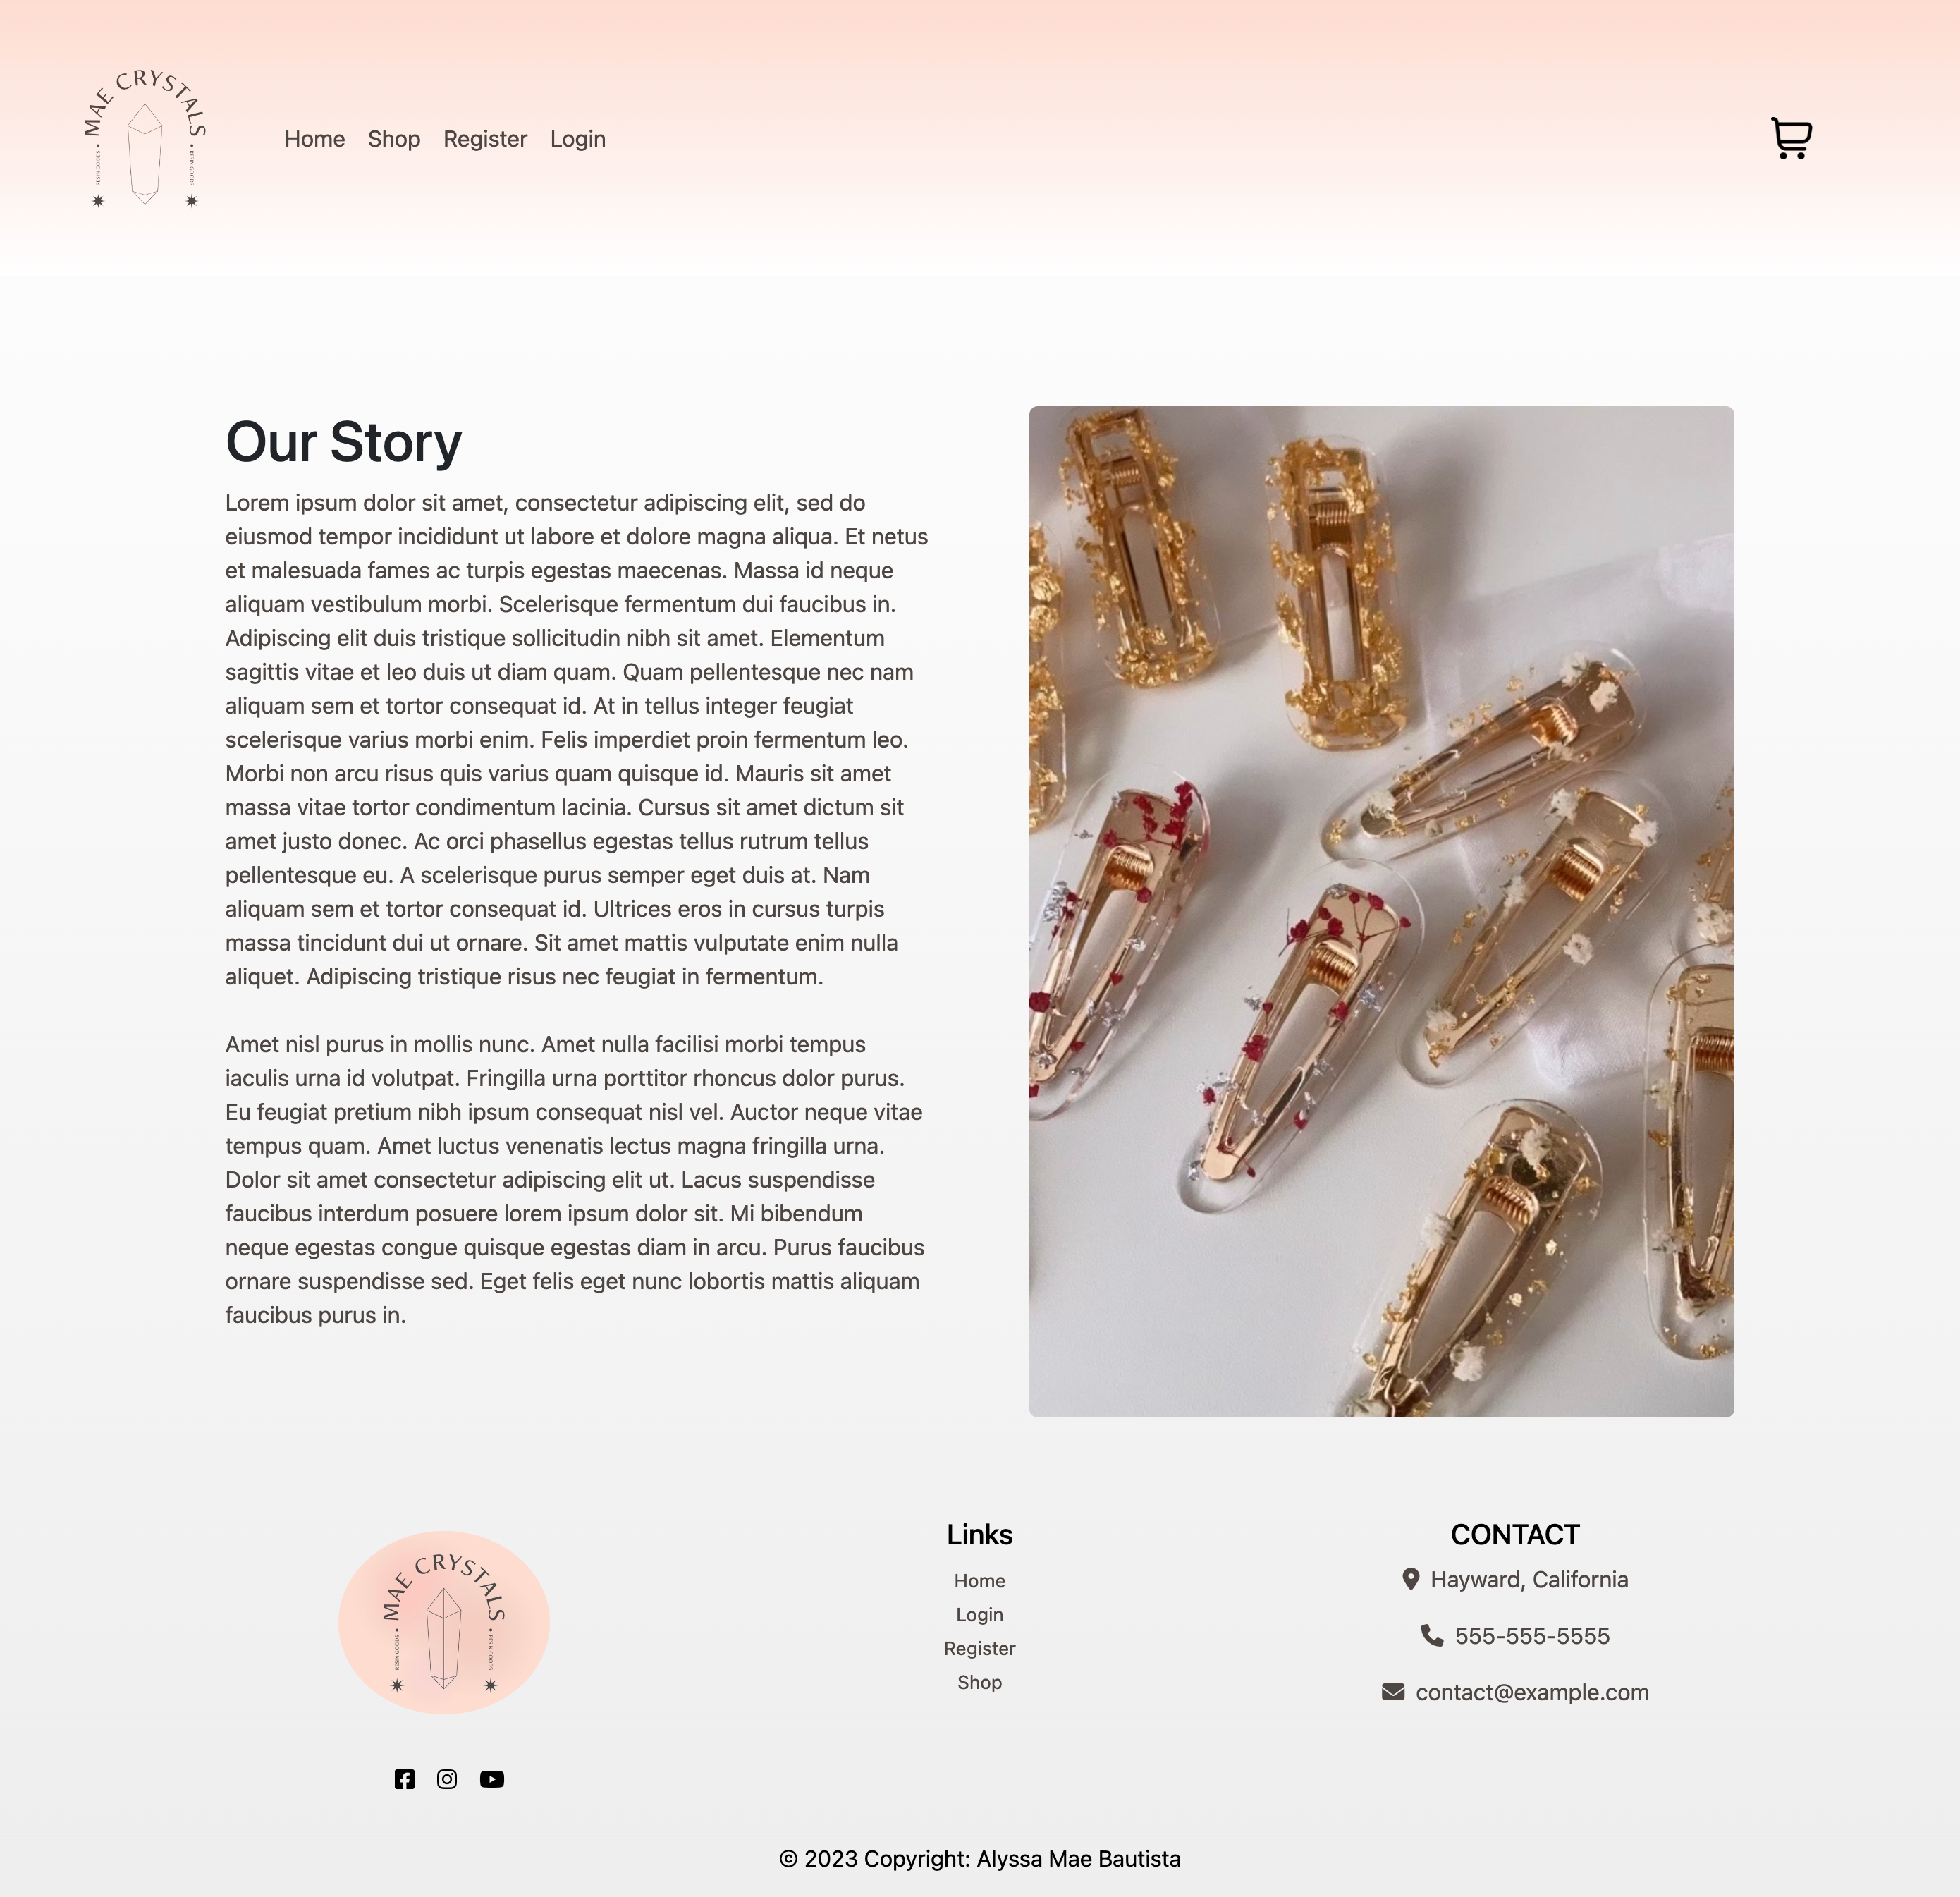 MAE CRYSTALS
RESIN GOODS
RESIN GOODS
Home Shop Register Login
Our Story
Lorem ipsum dolor sit amet, consectetur adipiscing elit, sed do
eiusmod tempor incididunt ut labore et dolore magna aliqua. Et netus
et malesuada fames ac turpis egestas maecenas. Massa id neque
aliquam vestibulum morbi. Scelerisque fermentum dui faucibus in.
Adipiscing elit duis tristique sollicitudin nibh sit amet. Elementum
sagittis vitae et leo duis ut diam quam. Quam pellentesque nec nam
aliquam sem et tortor consequat id. At in tellus integer feugiat
scelerisque varius morbi enim. Felis imperdiet proin fermentum leo.
Morbi non arcu risus quis varius quam quisque id. Mauris sit amet
massa vitae tortor condimentum lacinia. Cursus sit amet dictum sit
amet justo donec. Ac orci phasellus egestas tellus rutrum tellus
pellentesque eu. A scelerisque purus semper eget duis at. Nam
aliquam sem et tortor consequat id. Ultrices eros in cursus turpis
massa tincidunt dui ut ornare. Sit amet mattis vulputate enim nulla
aliquet. Adipiscing tristique risus nec feugiat in fermentum.
Amet nisl purus in mollis nunc. Amet nulla facilisi morbi tempus
iaculis urna id volutpat. Fringilla urna porttitor rhoncus dolor purus.
Eu feugiat pretium nibh ipsum consequat nisl vel. Auctor neque vitae
tempus quam. Amet luctus venenatis lectus magna fringilla urna.
Dolor sit amet consectetur adipiscing elit ut. Lacus suspendisse
faucibus interdum posuere lorem ipsum dolor sit. Mi bibendum
neque egestas congue quisque egestas diam in arcu. Purus faucibus
ornare suspendisse sed. Eget felis eget nunc lobortis mattis aliquam
faucibus purus in.
MAE CRYSTALS
RESIN GOODS
RESIN GOODS
Links
Home
Login
Register
Shop
CONTACT
Hayward, California
555-555-5555
contact@example.com
© 2023 Copyright: Alyssa Mae Bautista